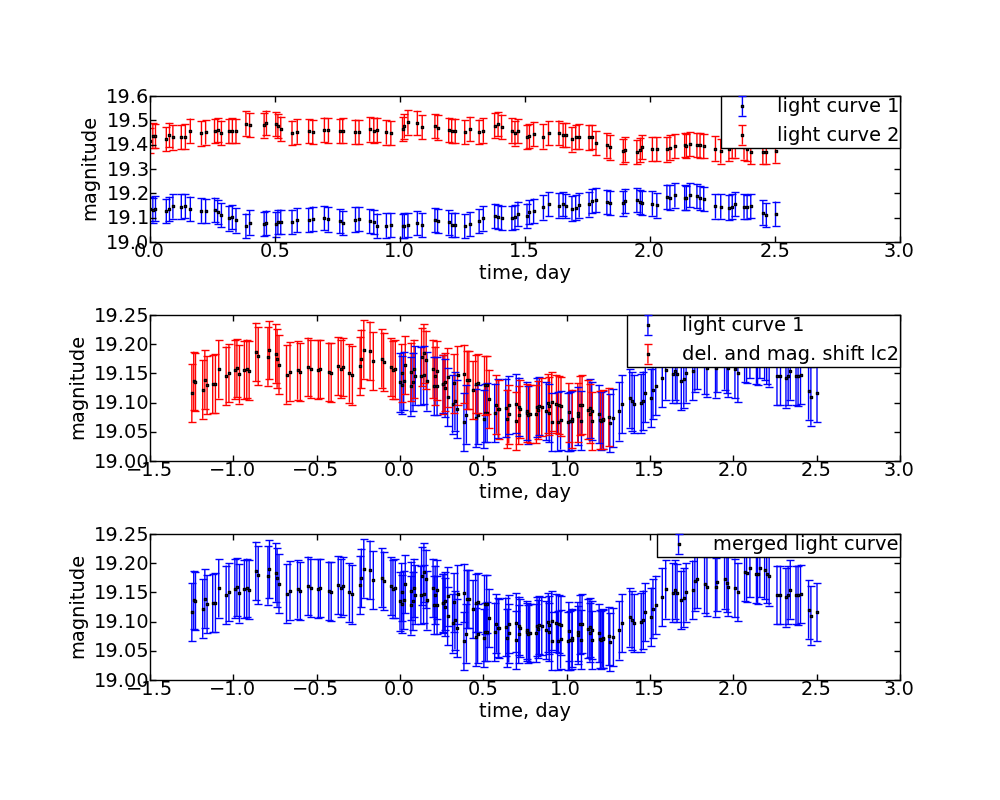 19.6
19.5
19.4
19.3
19.2
19.1
19.0
magnitude
light curve 1
light curve 2
0.0 0.5 1.0 1.5 2.0 2.5 3.0
time, day
19.25
19.20
19.15
19.10
19.05
19.00
magnitude
light curve 1
del. and mag. shift lc2
−1.5 −1.0 −0.5 0.0 0.5 1.0 1.5 2.0 2.5 3.0
time, day
19.25
19.20
19.15
19.10
19.05
19.00
magnitude
merged light curve
−1.5 −1.0 −0.5 0.0 0.5 1.0 1.5 2.0 2.5 3.0
time, day